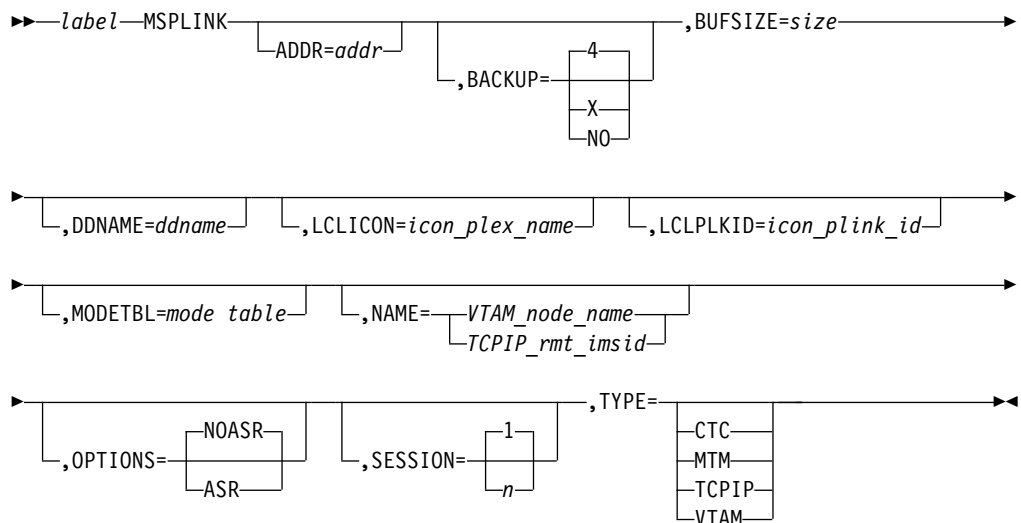 label MSPLINK ,BUFSIZE=size
ADDR=addr 4
,BACKUP=
X
NO
,DDNAME=ddname ,LCLICON=icon_plex_name ,LCLPLKID=icon_plink_id
,MODETBL=mode table ,NAME= VTAM_node_name
TCPIP_rmt_imsid
,TYPE=
NOASR 1 CTC
,OPTIONS= ,SESSION= MTM
ASR n TCPIP
VTAM